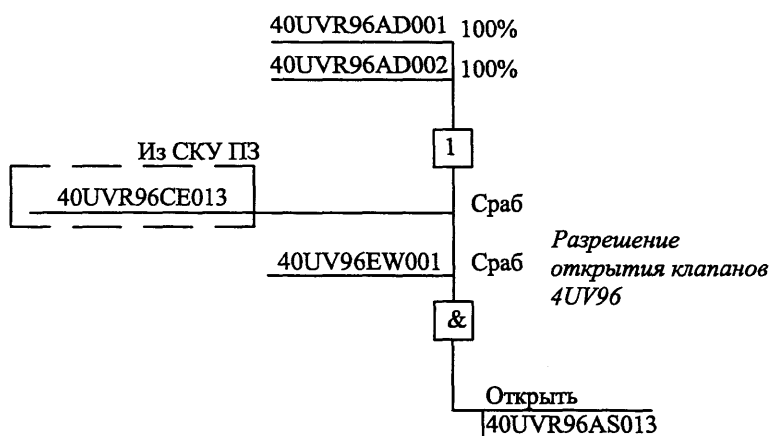 40UVR96AD001 100%
40UVR96AD002 100%
1
Из СКУ ПЗ
40UVR96CE013
Сраб
40UV96EW001 Сраб
Разрешение
открытия клапанов
4UV96
&
Открыть
40UVR96AS013